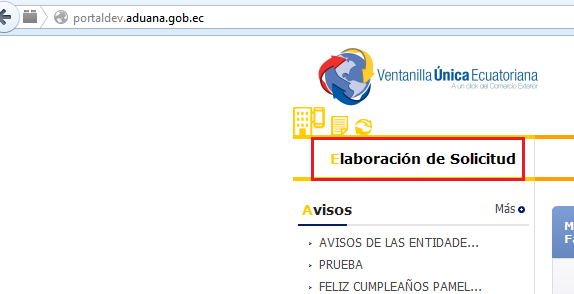 portaldev.aduana.gob.ec
Ventanilla Única Ecuatoriana
A un click del Comercio Exterior
Elaboración de Solicitud
Avisos Más
AVISOS DE LAS ENTIDADE...
PRUEBA
FELIZ CUMPLEAÑOS PAMEL...